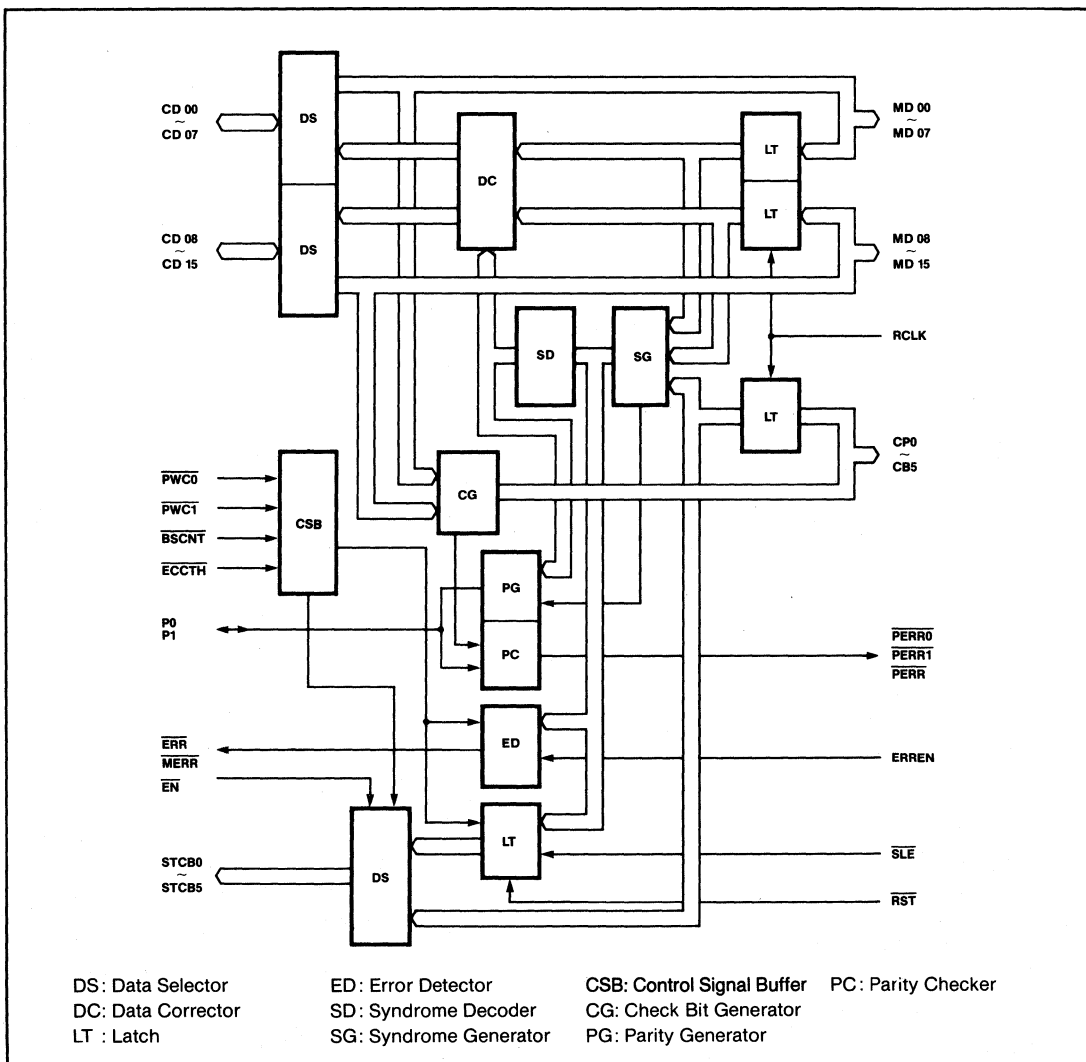 CD 00
~
CD 07
DS
DC
LT
MD 00
~
MD 07
CD 08
~
CD 15
DS
LT
MD 08
~
MD 15
SD
SG
RCLK
LT
CP0
~
CB5
PWC0
PWC1
BSCNT
ECCTH
CSB
CG
P0
P1
PG
PC
PERR0
PERR1
PERR
ERR
MERR
EN
ED
ERREN
STCB0
~
STCB5
DS
LT
SLE
RST
DS: Data Selector
ED: Error Detector
CSB: Control Signal Buffer
PC: Parity Checker
DC: Data Corrector
SD: Syndrome Decoder
CG: Check Bit Generator
LT : Latch
SG: Syndrome Generator
PG: Parity Generator